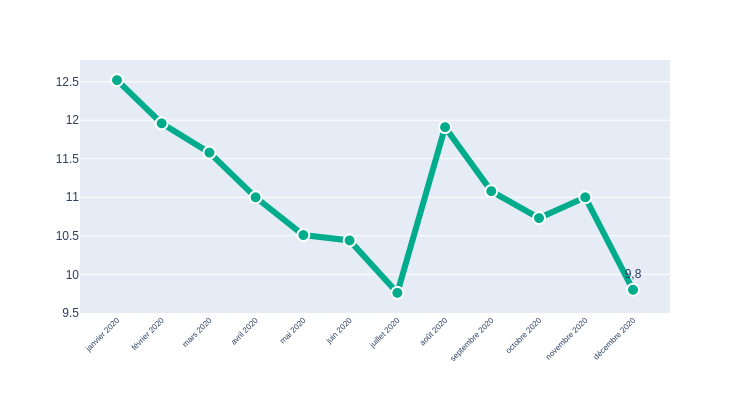 12.5
12
11.5
11
10.5
10
9.5
9,8
janvier 2020
février 2020
mars 2020
avril 2020
mai 2020
juin 2020
juillet 2020
août 2020
septembre 2020
octobre 2020
novembre 2020
décembre 2020